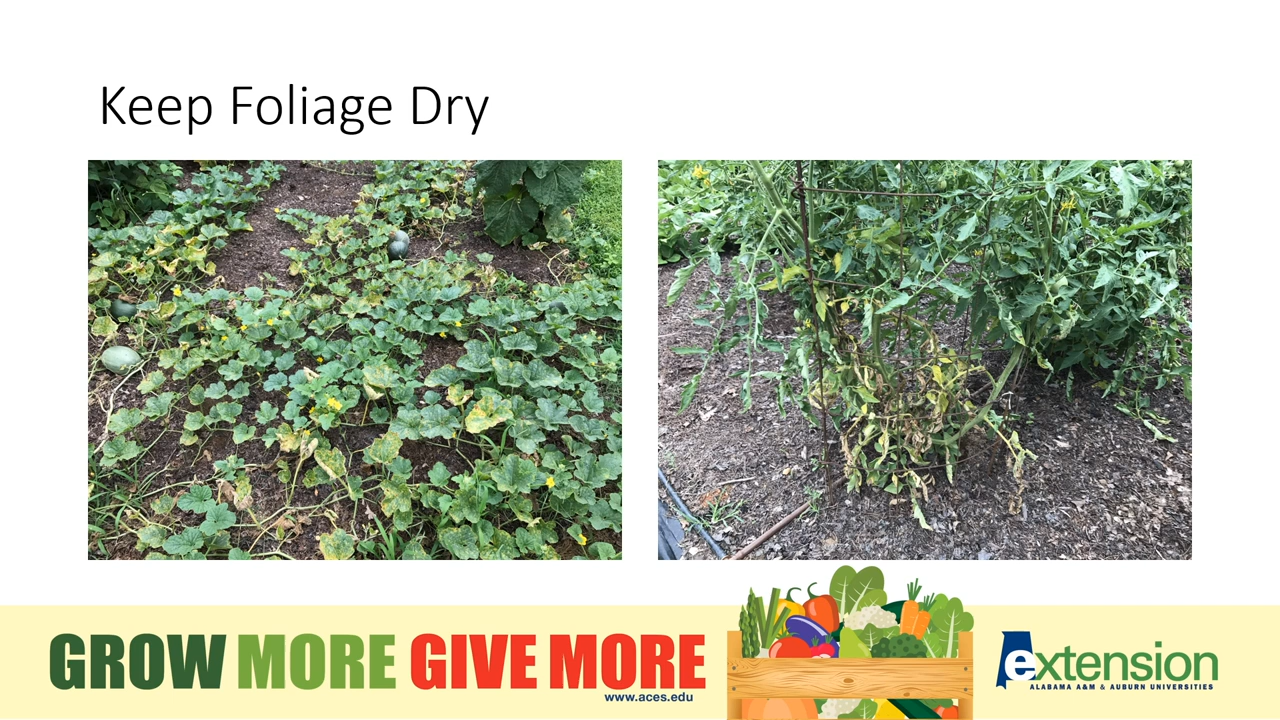 Keep Foliage Dry
GROW MORE GIVE MORE
www.aces.edu
extension
ALABAMA A&M & AUBURN UNIVERSITIES